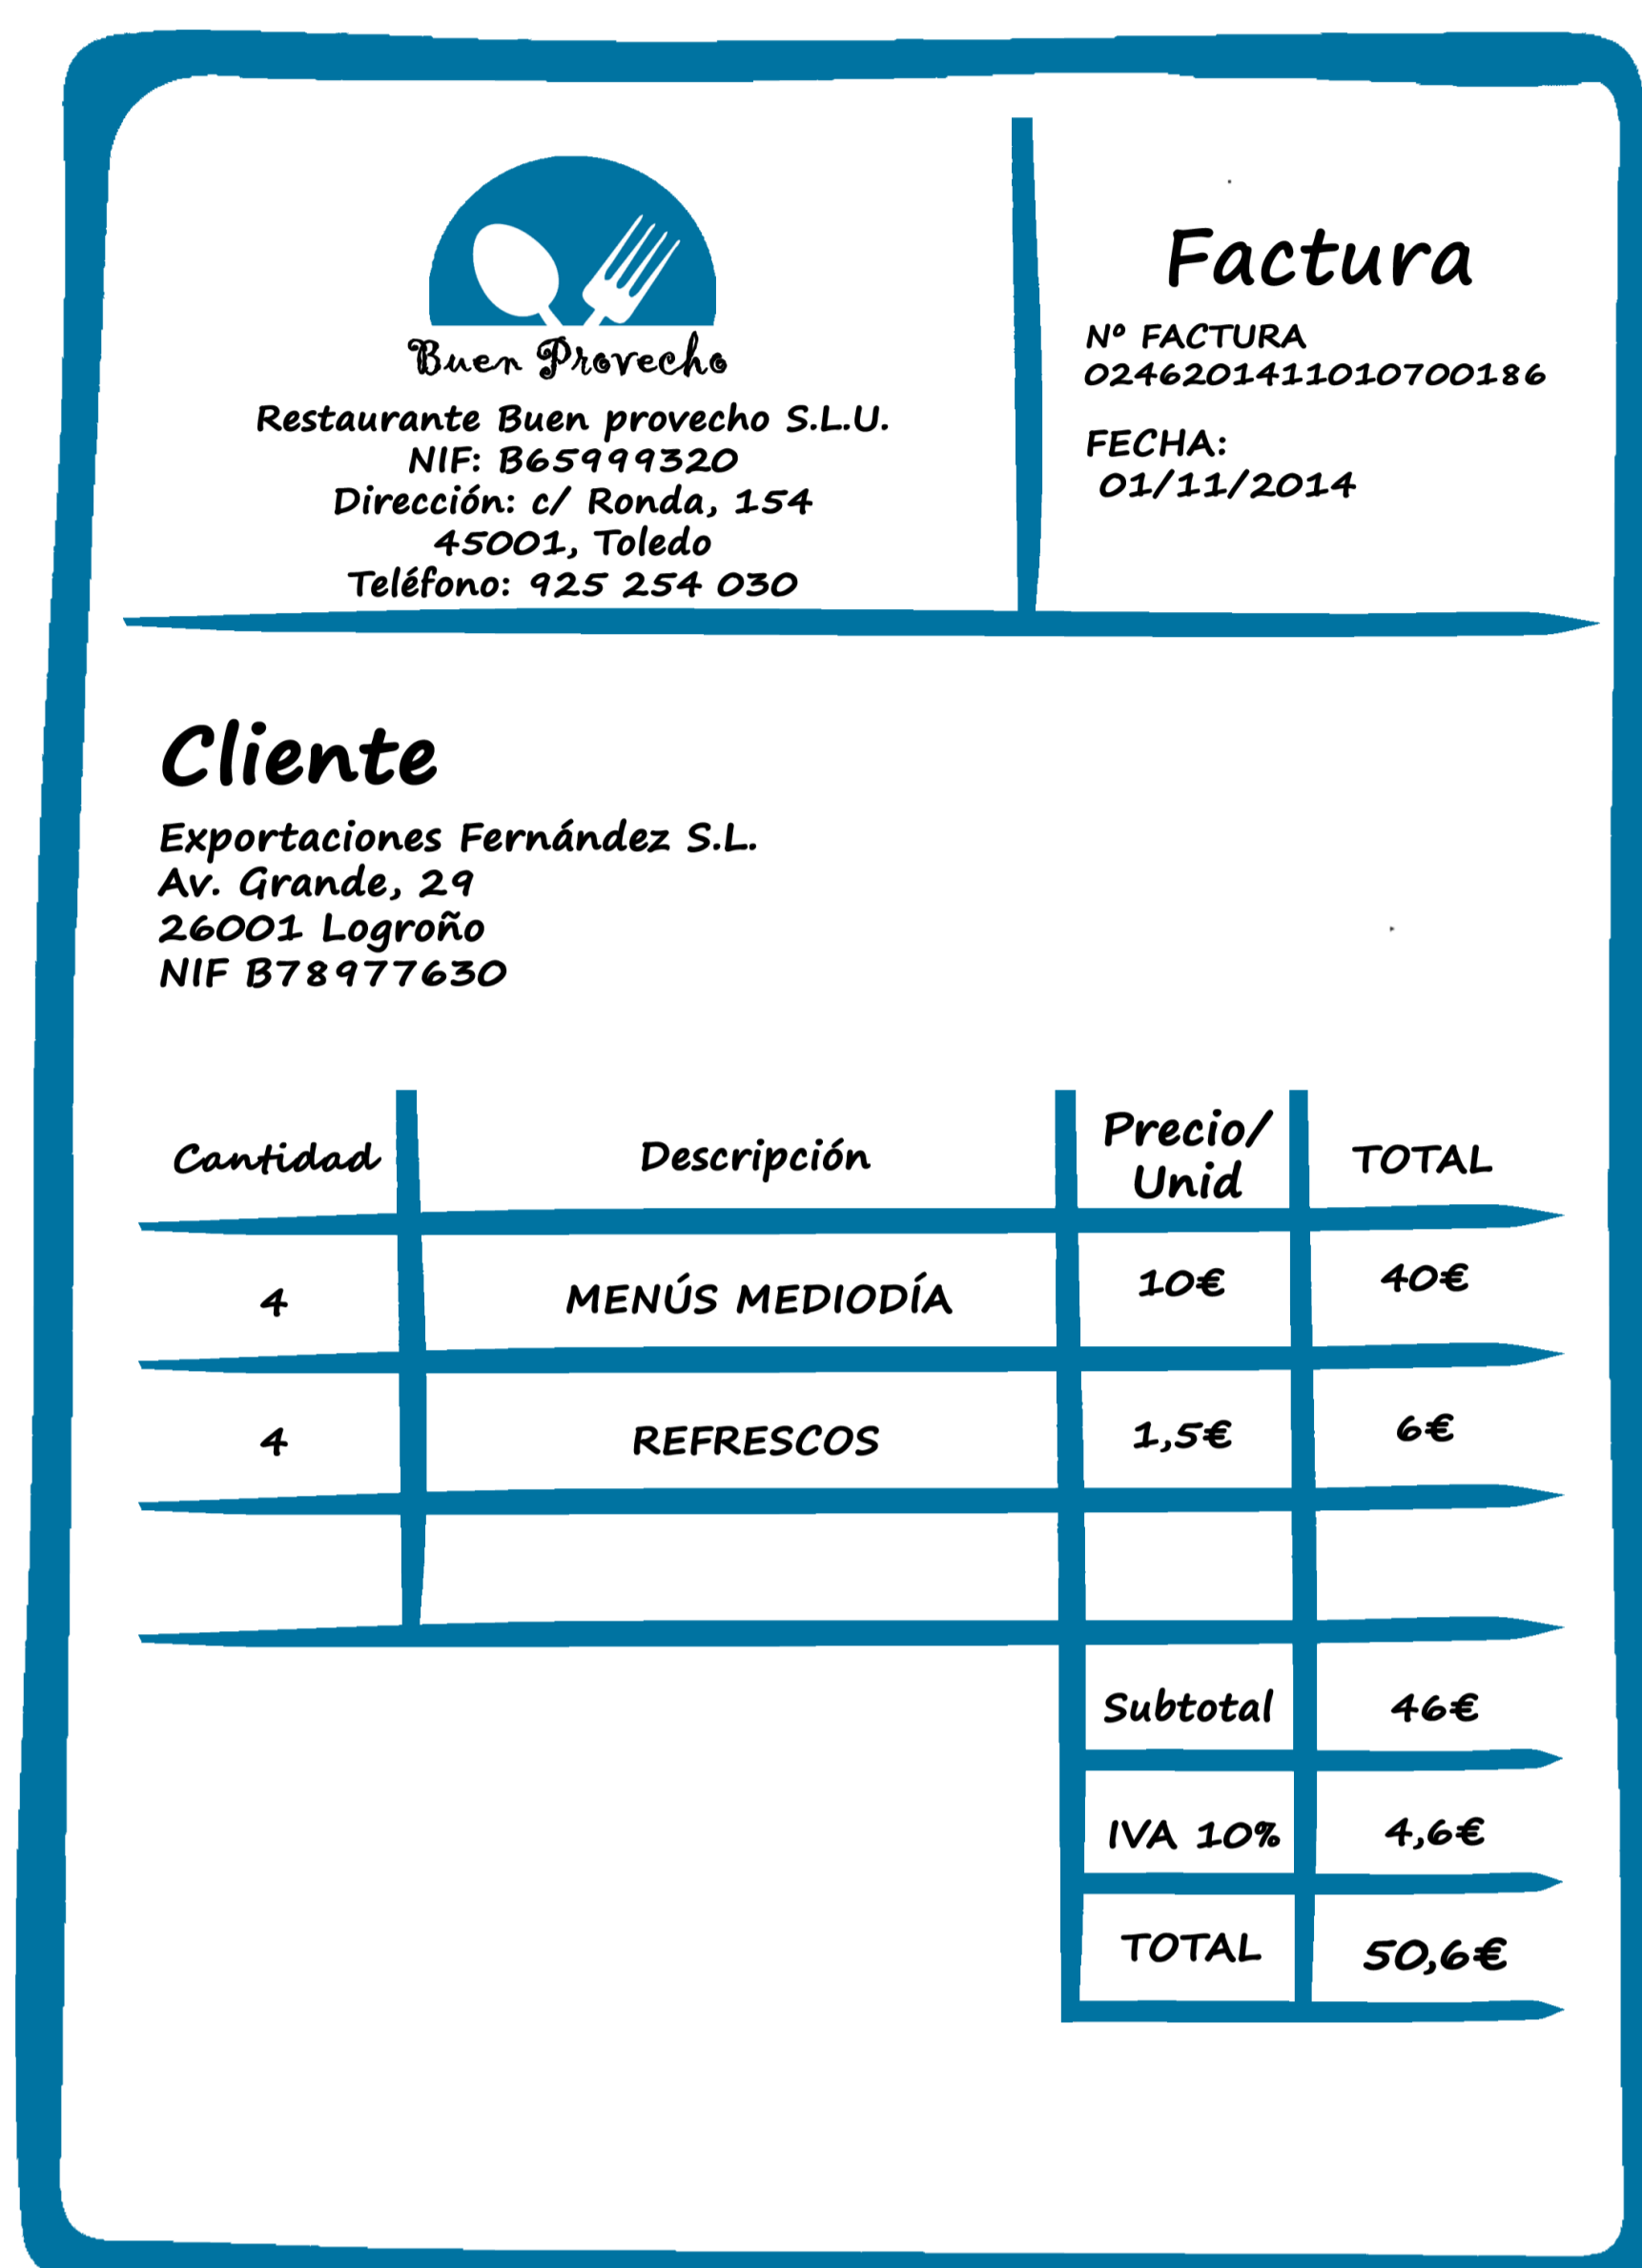 Buen Provecho
Restaurante Buen provecho S.L.U.
NIF: B65999320
Dirección: c/ Ronda, 154
45001, Toledo
Teléfono: 925 254 030
Factura
Nº FACTURA
0246201411010700186
FECHA:
01/11/2014
Cliente
Exportaciones Fernández S.L.
Av. Grande, 29
26001 Logroño
NIF B78977630
Cantidad Descripción Precio/ Unid TOTAL
4 MENÚS MEDIODÍA 10€ 40€
4 REFRESCOS 1,5€ 6€
Subtotal 46€
IVA 10% 4,6€
TOTAL 50,6€